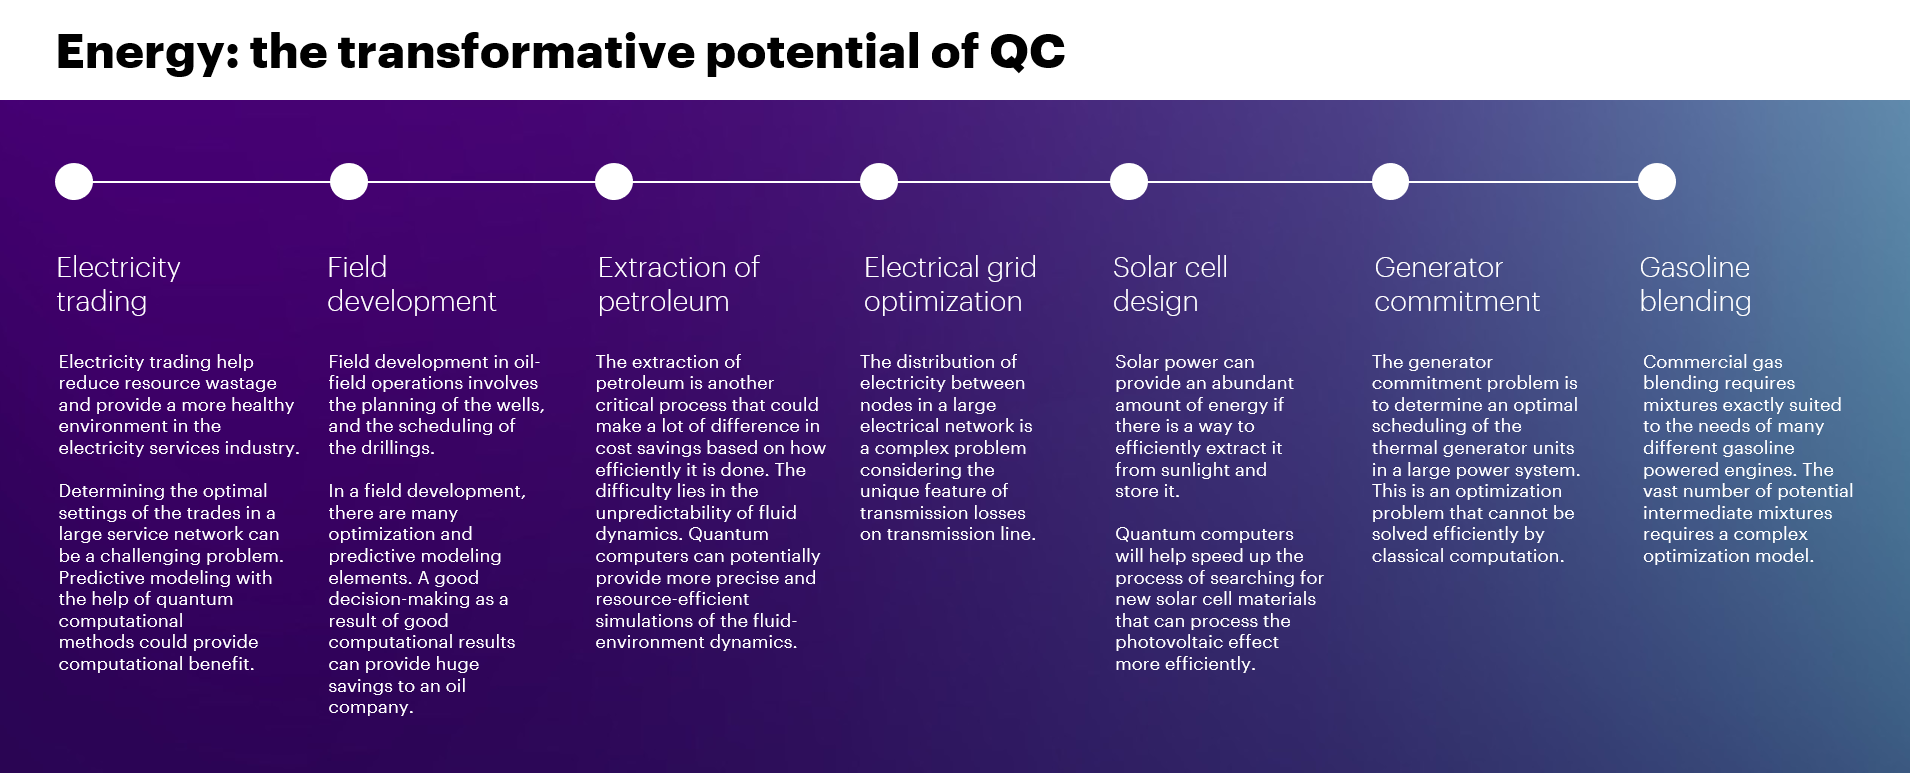 Energy: the transformative potential of QC
Electricity
trading
Electricity trading help
reduce resource wastage
and provide a more healthy
environment in the
electricity services industry.
Determining the optimal
settings of the trades in a
large service network can
be a challenging problem.
Predictive modeling with
the help of quantum
computational
methods could provide
computational benefit.
Field
development
Field development in oil-
field operations involves
the planning of the wells,
and the scheduling of
the drillings.
In a field development,
there are many
optimization and
predictive modeling
elements. A good
decision-making as a
result of good
computational results
can provide huge
savings to an oil
company.
Extraction of
petroleum
The extraction of
petroleum is another
critical process that could
make a lot of difference in
cost savings based on how
efficiently it is done. The
difficulty lies in the
unpredictability of fluid
dynamics. Quantum
computers can potentially
provide more precise and
resource-efficient
simulations of the fluid-
environment dynamics.
Electrical grid
optimization
The distribution of
electricity between
nodes in a large
electrical network is
a complex problem
considering the
unique feature of
transmission losses
on transmission line.
Solar cell
design
Solar power can
provide an abundant
amount of energy if
there is a way to
efficiently extract it
from sunlight and
store it.
Quantum computers
will help speed up the
process of searching for
new solar cell materials
that can process the
photovoltaic effect
more efficiently.
Generator
commitment
The generator
commitment problem is
to determine an optimal
scheduling of the
thermal generator units
in a large power system.
This is an optimization
problem that cannot be
solved efficiently by
classical computation.
Gasoline
blending
Commercial gas
blending requires
mixtures exactly suited
to the needs of many
different gasoline
powered engines. The
vast number of potential
intermediate mixtures
requires a complex
optimization model.